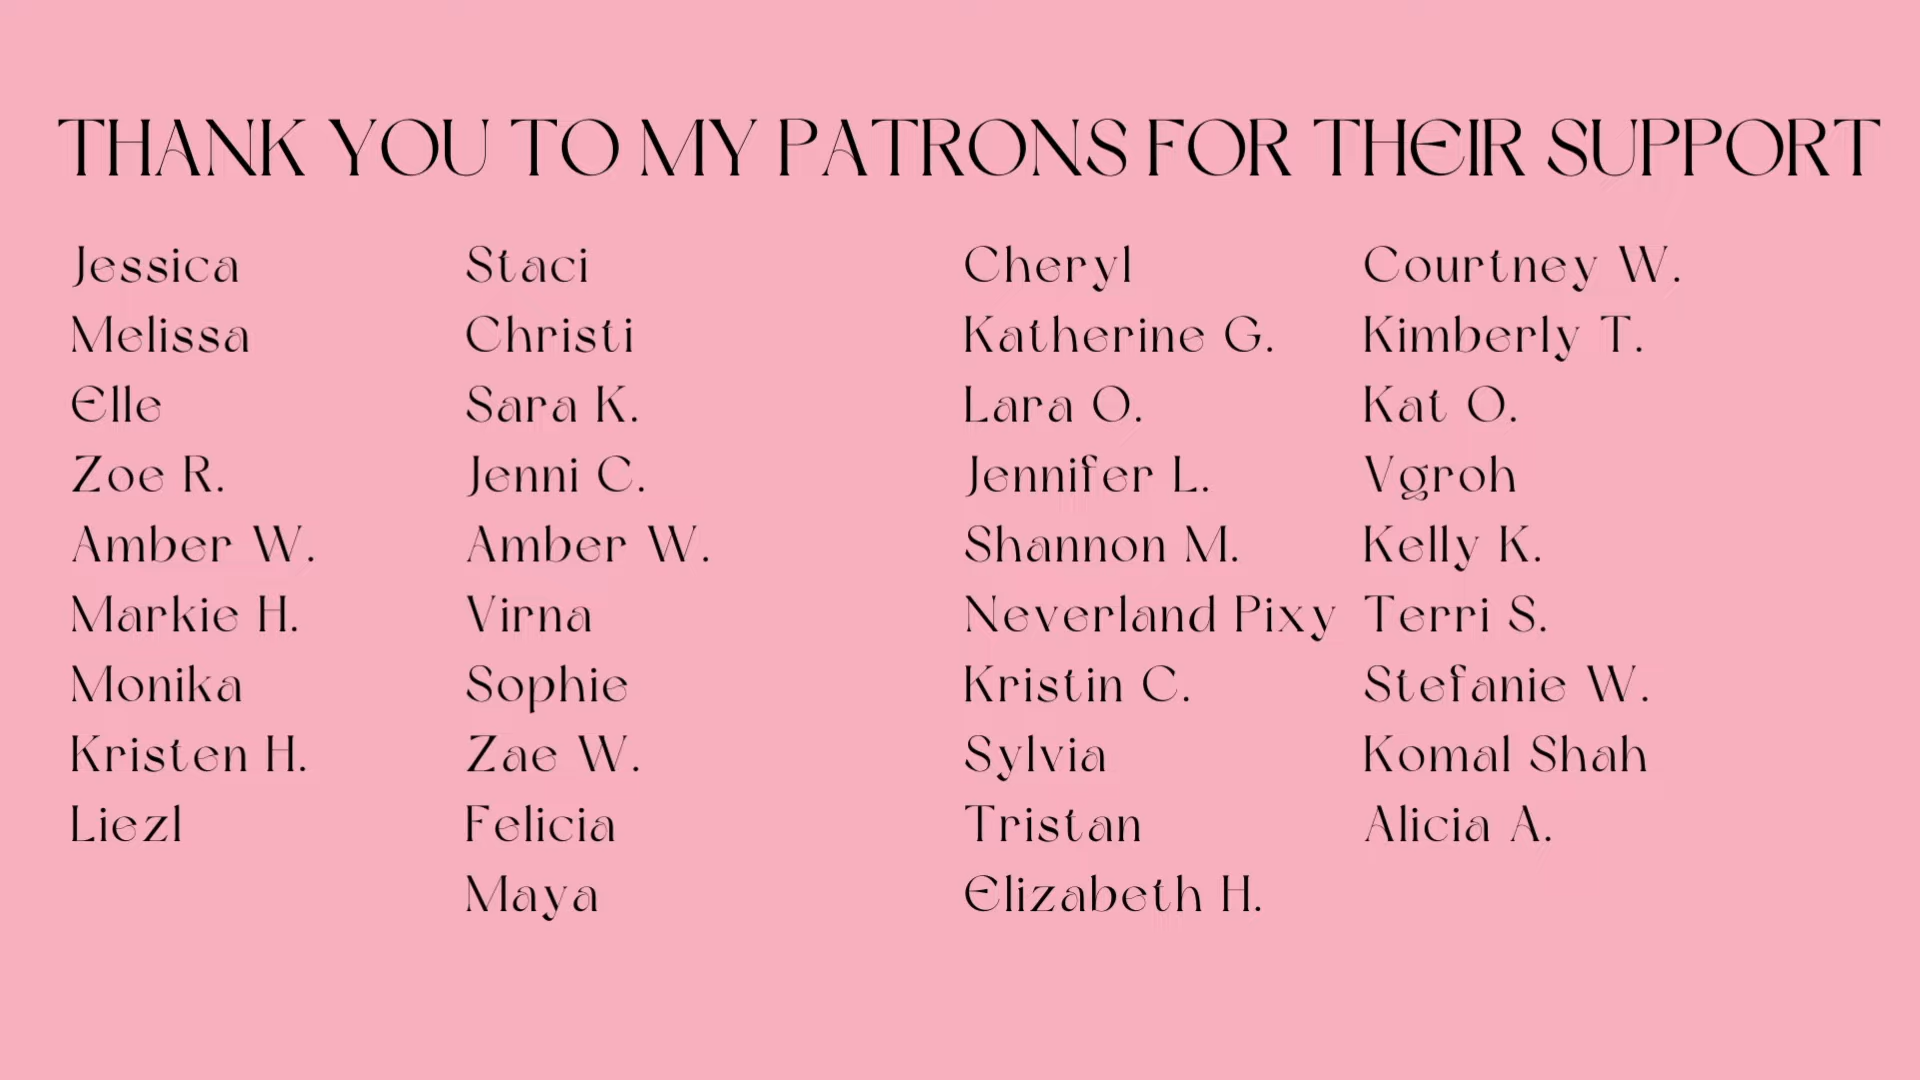 THANK YOU TO MY PATRONS FOR THEIR SUPPORT
Jessica
Melissa
Elle
Zoe R.
Amber W.
Markie H.
Monika
Kristen H.
Liezl
Staci
Christi
Sara K.
Jenni C.
Amber W.
Virna
Sophie
Zae W.
Felicia
Maya
Cheryl
Katherine G.
Lara O.
Jennifer L.
Shannon M.
Neverland Pixy
Kristin C.
Sylvia
Tristan
Elizabeth H.
Courtney W.
Kimberly T.
Kat O.
Vgroh
Kelly K.
Terri S.
Stefanie W.
Komal Shah
Alicia A.